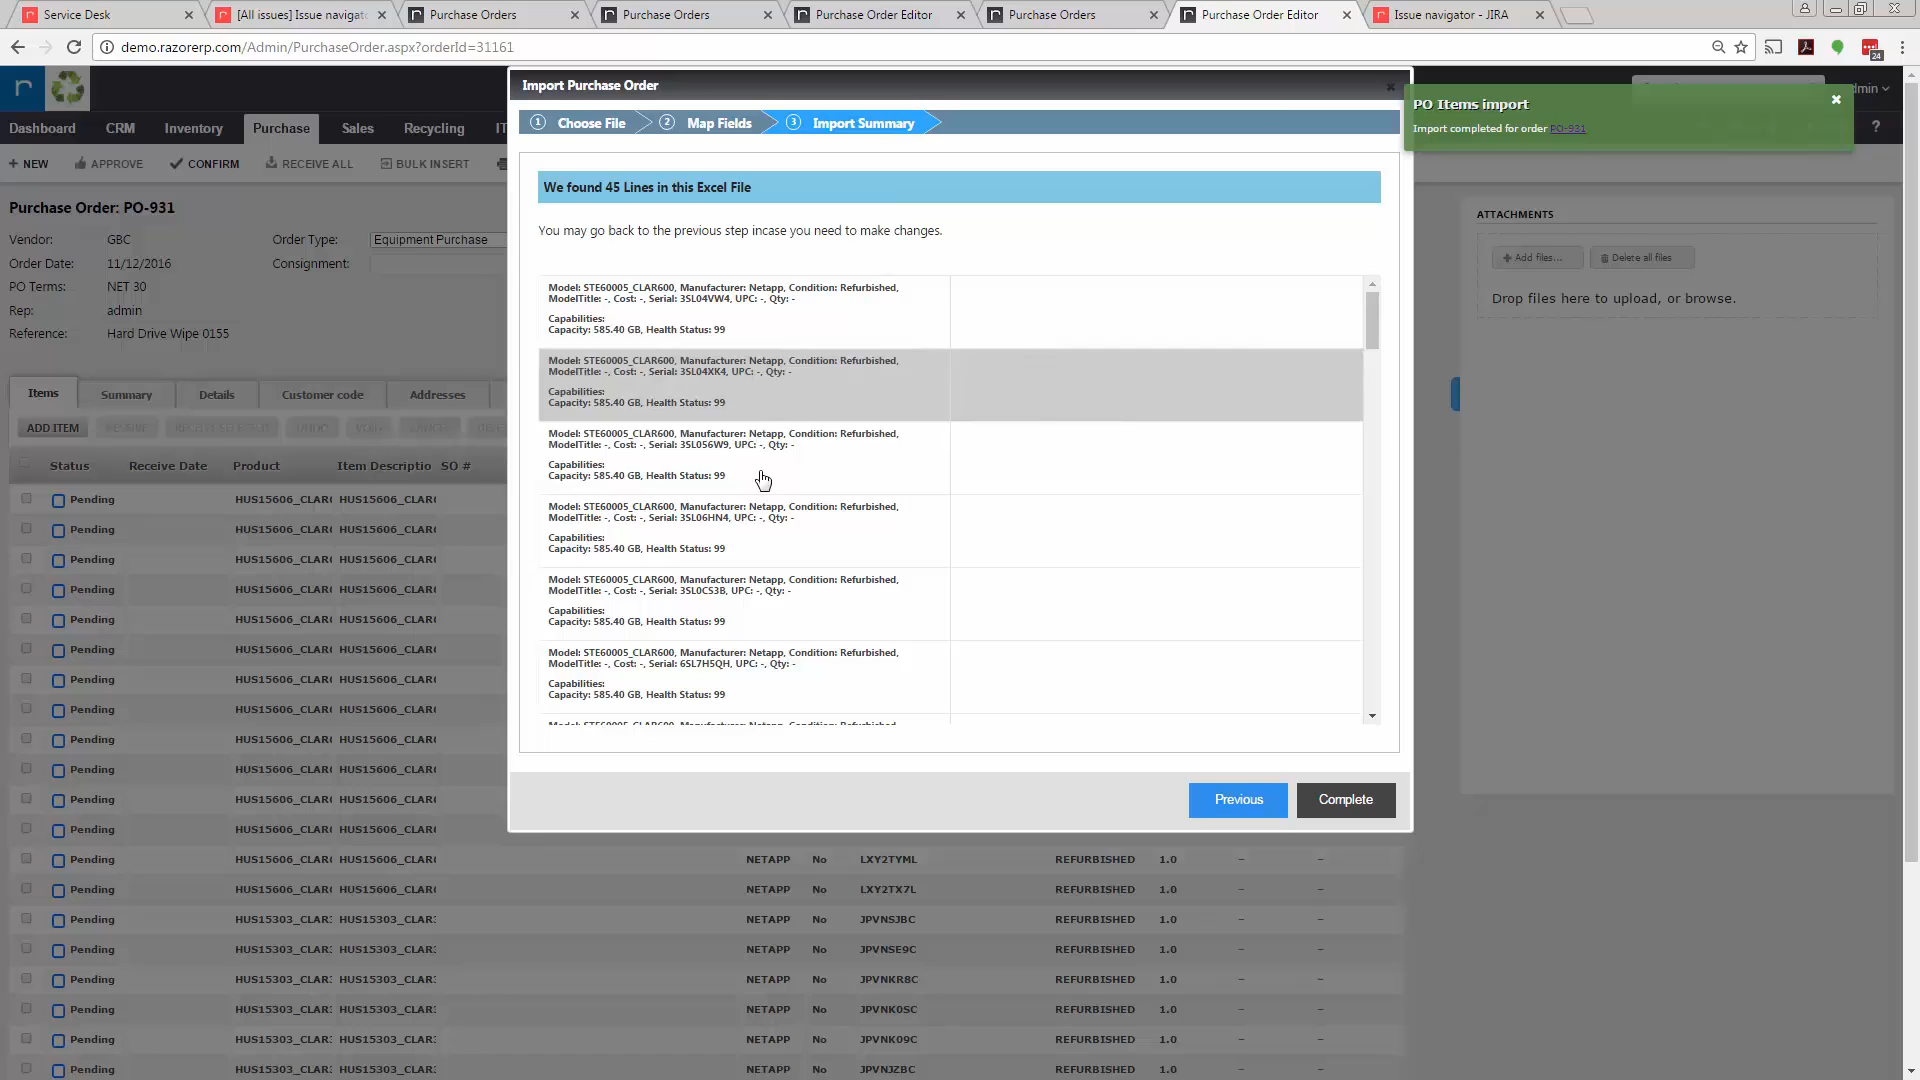 Service Desk
[All issues] Issue navigat
Purchase Orders
Purchase Orders
Purchase Order Editor
Purchase Orders
Purchase Order Editor
Issue navigator - JIRA
demo.razorerp.com/Admin/PurchaseOrder.aspx?orderId=31161
24
r
Import Purchase Order
dmin
1 Choose File
2 Map Fields
3 Import Summary
PO Items import
Import completed for order PO-931
Dashboard CRM Inventory Purchase Sales Recycling IT
?
+ NEW APPROVE CONFIRM RECEIVE ALL BULK INSERT
We found 45 Lines in this Excel File
You may go back to the previous step incase you need to make changes.
Purchase Order: PO-931
Vendor: GBC Order Type: Equipment Purchase
Order Date: 11/12/2016 Consignment:
PO Terms: NET 30
Rep: admin
Reference: Hard Drive Wipe 0155
ATTACHMENTS
+ Add files... Delete all files
Drop files here to upload, or browse.
Model: STE60005_CLAR600, Manufacturer: Netapp, Condition: Refurbished,
ModelTitle: -, Cost: -, Serial: 3SL04VW4, UPC: -, Qty: -
Capabilities:
Capacity: 585.40 GB, Health Status: 99
Model: STE60005_CLAR600, Manufacturer: Netapp, Condition: Refurbished,
ModelTitle: -, Cost: -, Serial: 3SL04XK4, UPC: -, Qty: -
Capabilities:
Capacity: 585.40 GB, Health Status: 99
Model: STE60005_CLAR600, Manufacturer: Netapp, Condition: Refurbished,
ModelTitle: -, Cost: -, Serial: 3SL056W9, UPC: -, Qty: -
Capabilities:
Capacity: 585.40 GB, Health Status: 99
Model: STE60005_CLAR600, Manufacturer: Netapp, Condition: Refurbished,
ModelTitle: -, Cost: -, Serial: 3SL06HN4, UPC: -, Qty: -
Capabilities:
Capacity: 585.40 GB, Health Status: 99
Model: STE60005_CLAR600, Manufacturer: Netapp, Condition: Refurbished,
ModelTitle: -, Cost: -, Serial: 3SL0CS3B, UPC: -, Qty: -
Capabilities:
Capacity: 585.40 GB, Health Status: 99
Model: STE60005_CLAR600, Manufacturer: Netapp, Condition: Refurbished,
ModelTitle: -, Cost: -, Serial: 6SL7H5QH, UPC: -, Qty: -
Capabilities:
Capacity: 585.40 GB, Health Status: 99
Previous Complete
Items Summary Details Customer code Addresses
ADD ITEM RECEIVE RECEIVE SELECTED UNDO VOID
Status Receive Date Product Item Descriptio SO #
Pending HUS15606_CLAR( HUS15606_CLAR(
Pending HUS15606_CLAR( HUS15606_CLAR(
Pending HUS15606_CLAR( HUS15606_CLAR(
Pending HUS15606_CLAR( HUS15606_CLAR(
Pending HUS15606_CLAR( HUS15606_CLAR(
Pending HUS15606_CLAR( HUS15606_CLAR(
Pending HUS15606_CLAR( HUS15606_CLAR(
Pending HUS15606_CLAR( HUS15606_CLAR(
Pending HUS15606_CLAR( HUS15606_CLAR(
Pending HUS15606_CLAR( HUS15606_CLAR(
Pending HUS15606_CLAR( HUS15606_CLAR(
Pending HUS15606_CLAR( HUS15606_CLAR(
Pending HUS15606_CLAR( HUS15606_CLAR( NETAPP No LXY2TYML REFURBISHED 1.0 – –
Pending HUS15606_CLAR( HUS15606_CLAR( NETAPP No LXY2TX7L REFURBISHED 1.0 – –
Pending HUS15303_CLAR: HUS15303_CLAR: NETAPP No JPVNSJBC REFURBISHED 1.0 – –
Pending HUS15303_CLAR: HUS15303_CLAR: NETAPP No JPVNSE9C REFURBISHED 1.0 – –
Pending HUS15303_CLAR: HUS15303_CLAR: NETAPP No JPVNKR8C REFURBISHED 1.0 – –
Pending HUS15303_CLAR: HUS15303_CLAR: NETAPP No JPVNK0SC REFURBISHED 1.0 – –
Pending HUS15303_CLAR: HUS15303_CLAR: NETAPP No JPVNK09C REFURBISHED 1.0 – –
Pending HUS15303_CLAR: HUS15303_CLAR: NETAPP No JPVNJZBC REFURBISHED 1.0 – –